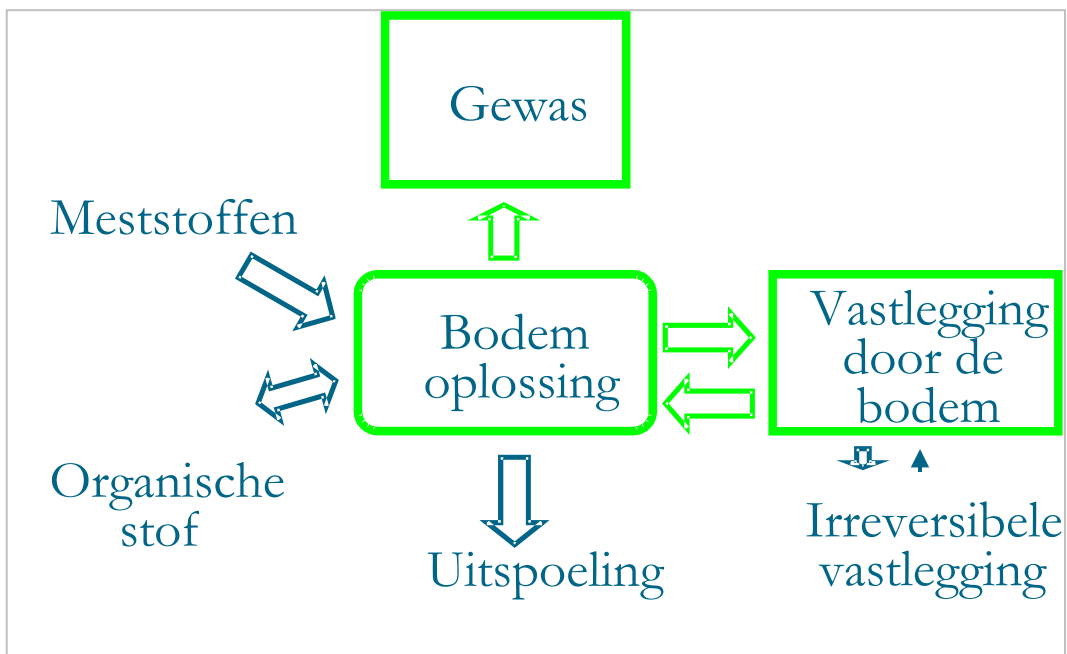 Gewas
Meststoffen
Bodem
oplossing
Vastlegging
door de
bodem
Organische
stof
Uitspoeling
Irreversibele
vastlegging